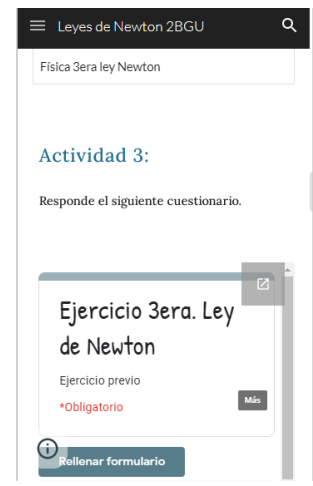 Leyes de Newton 2BGU
Física 3era ley Newton
Actividad 3:
Responde el siguiente cuestionario.
Ejercicio 3era. Ley
de Newton
Ejercicio previo
*Obligatorio
Más
Rellenar formulario